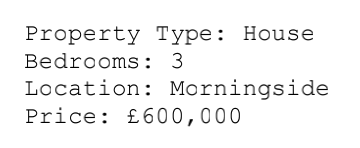 Property Type: House
Bedrooms: 3
Location: Morningside
Price: £600,000